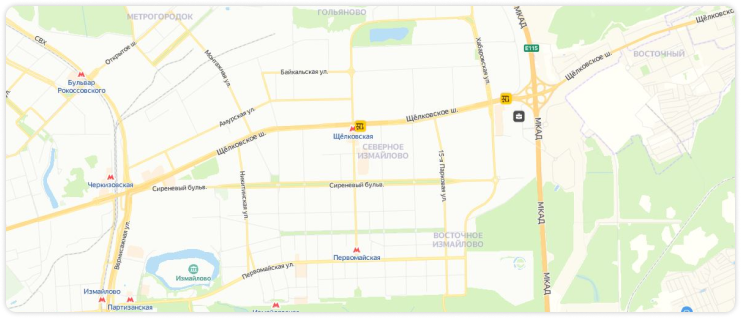 МЕТРОГОРОДОК
ГОЛЬЯНОВО
МКАД
Щёлковское ш.
СВХ
Открытое ш.
Монтажная ул.
Хабаровская ул.
E115
ВОСТОЧНЫЙ
Бульвар
Рокоссовского
Байкальская ул.
Щёлковское ш.
Амурская ул.
Щёлковское ш.
Щёлковское ш.
МКАД
Щёлковская
СЕВЕРНОЕ
ИЗМАЙЛОВО
15-я Парковая ул.
Черкизовская
Сиреневый бульв.
Никитинская ул.
Сиреневый бульв.
МКАД
Вернисажная ул.
ВОСТОЧНОЕ
ИЗМАЙЛОВО
Первомайская
Первомайская ул.
Измайлово
МКАД
Измайлово
Партизанская